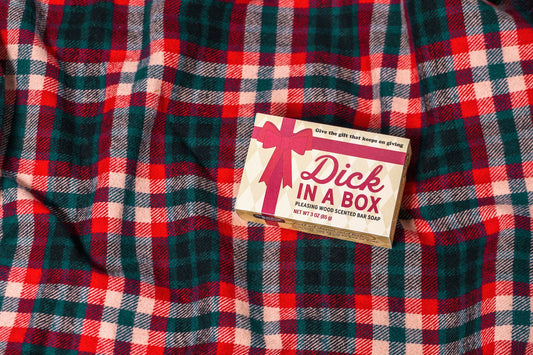 Give the gift that keeps on giving
Dick
IN A BOX
PLEASING WOOD SCENTED BAR SOAP
NET WT 3 OZ (85 g)